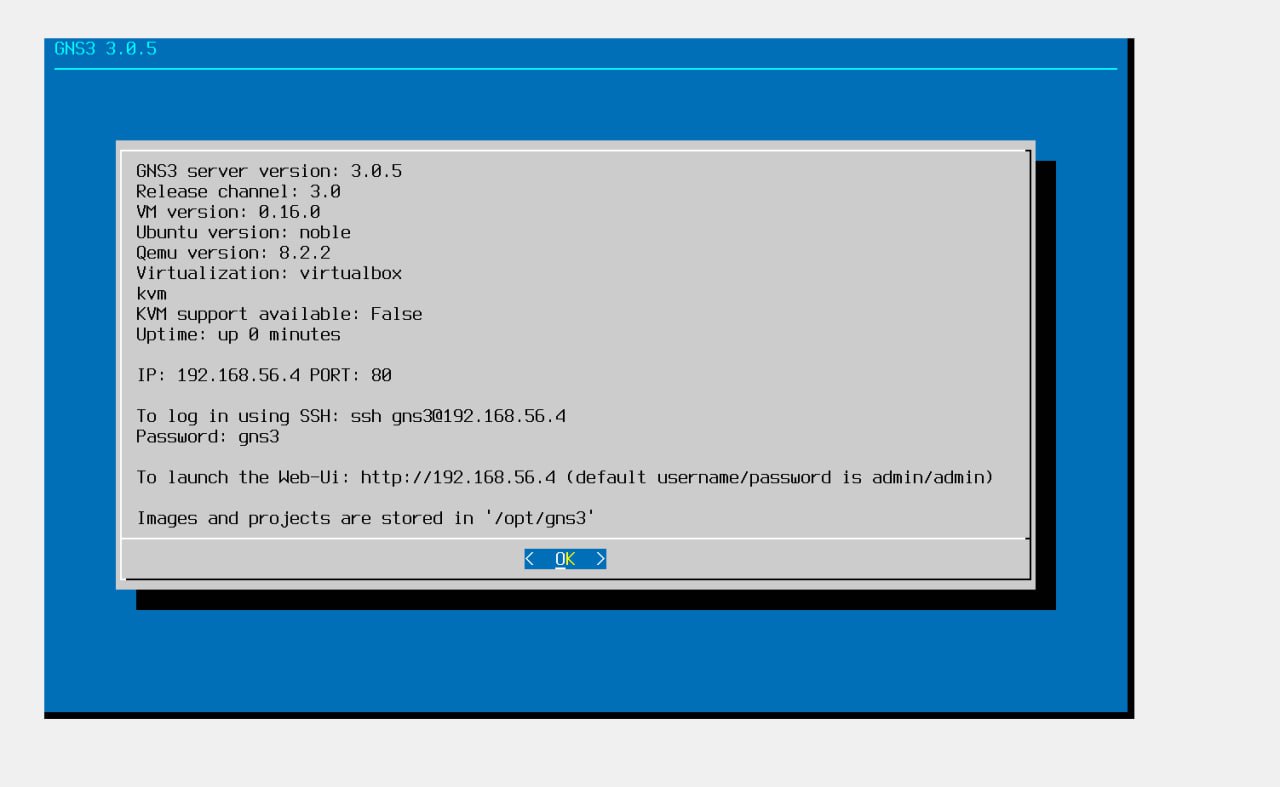 GNS3 3.0.5
GNS3 server version: 3.0.5
Release channel: 3.0
VM version: 0.16.0
Ubuntu version: noble
Qemu version: 8.2.2
Virtualization: virtualbox
kvm
KVM support available: False
Uptime: up 0 minutes
IP: 192.168.56.4 PORT: 80
To log in using SSH: ssh gns3@192.168.56.4
Password: gns3
To launch the Web-Ui: http://192.168.56.4 (default username/password is admin/admin)
Images and projects are stored in '/opt/gns3'
<  OK  >